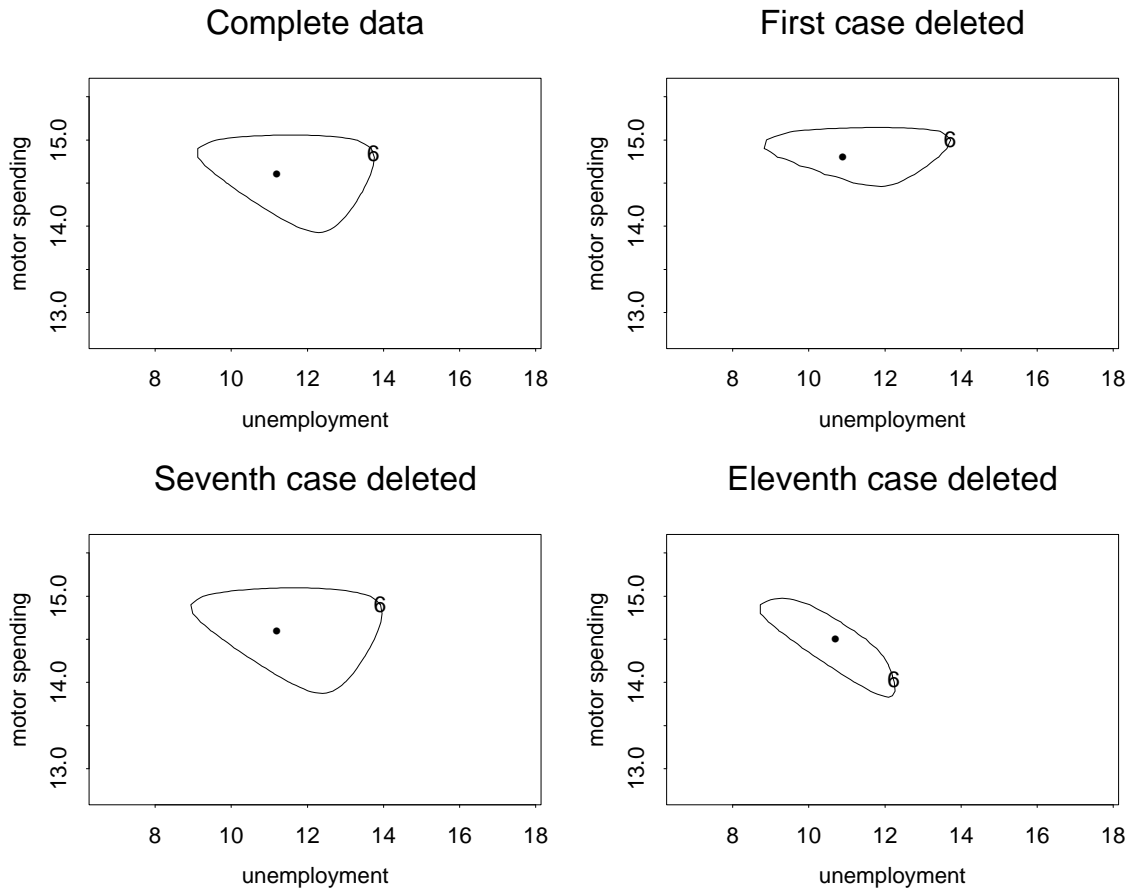 Complete data
motor spending
15.0
14.0
13.0
6
8 10 12 14 16 18
unemployment
First case deleted
motor spending
15.0
14.0
13.0
6
8 10 12 14 16 18
unemployment
Seventh case deleted
motor spending
15.0
14.0
13.0
6
8 10 12 14 16 18
unemployment
Eleventh case deleted
motor spending
15.0
14.0
13.0
6
8 10 12 14 16 18
unemployment